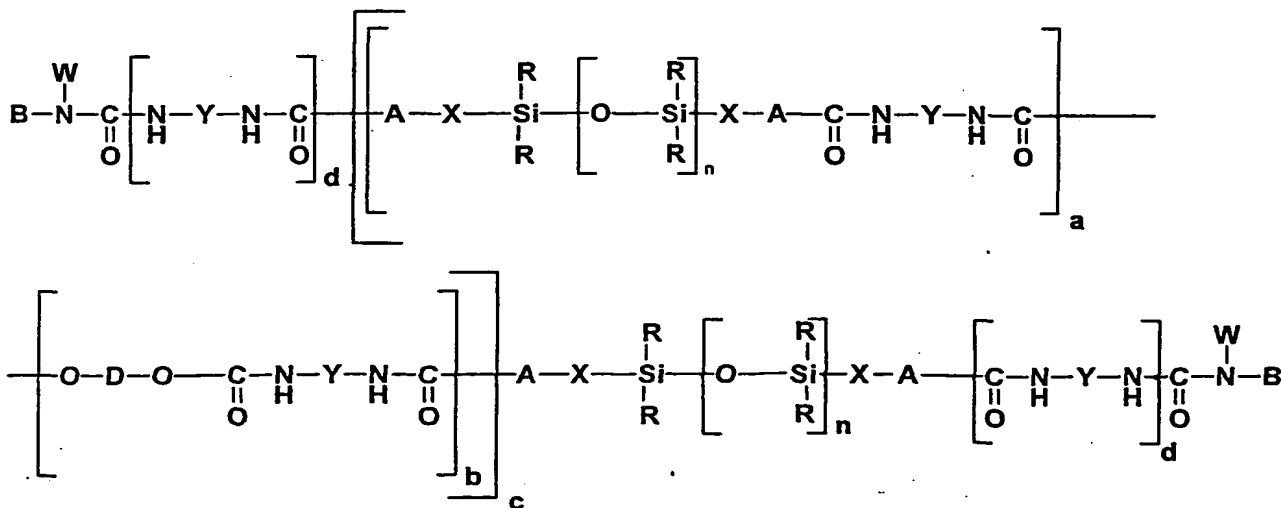 W R R
B—N—C—[N—Y—N—C]—[[A—X—Si—[O—Si]—X—A—C—N—Y—N—C]
O H H O d R R n O H H O a
R R W
[O—D—O—C—N—Y—N—C]—A—X—Si—[O—Si]—X—A—[C—N—Y—N]—C—N—B
O H H O b c R R n O H H d O